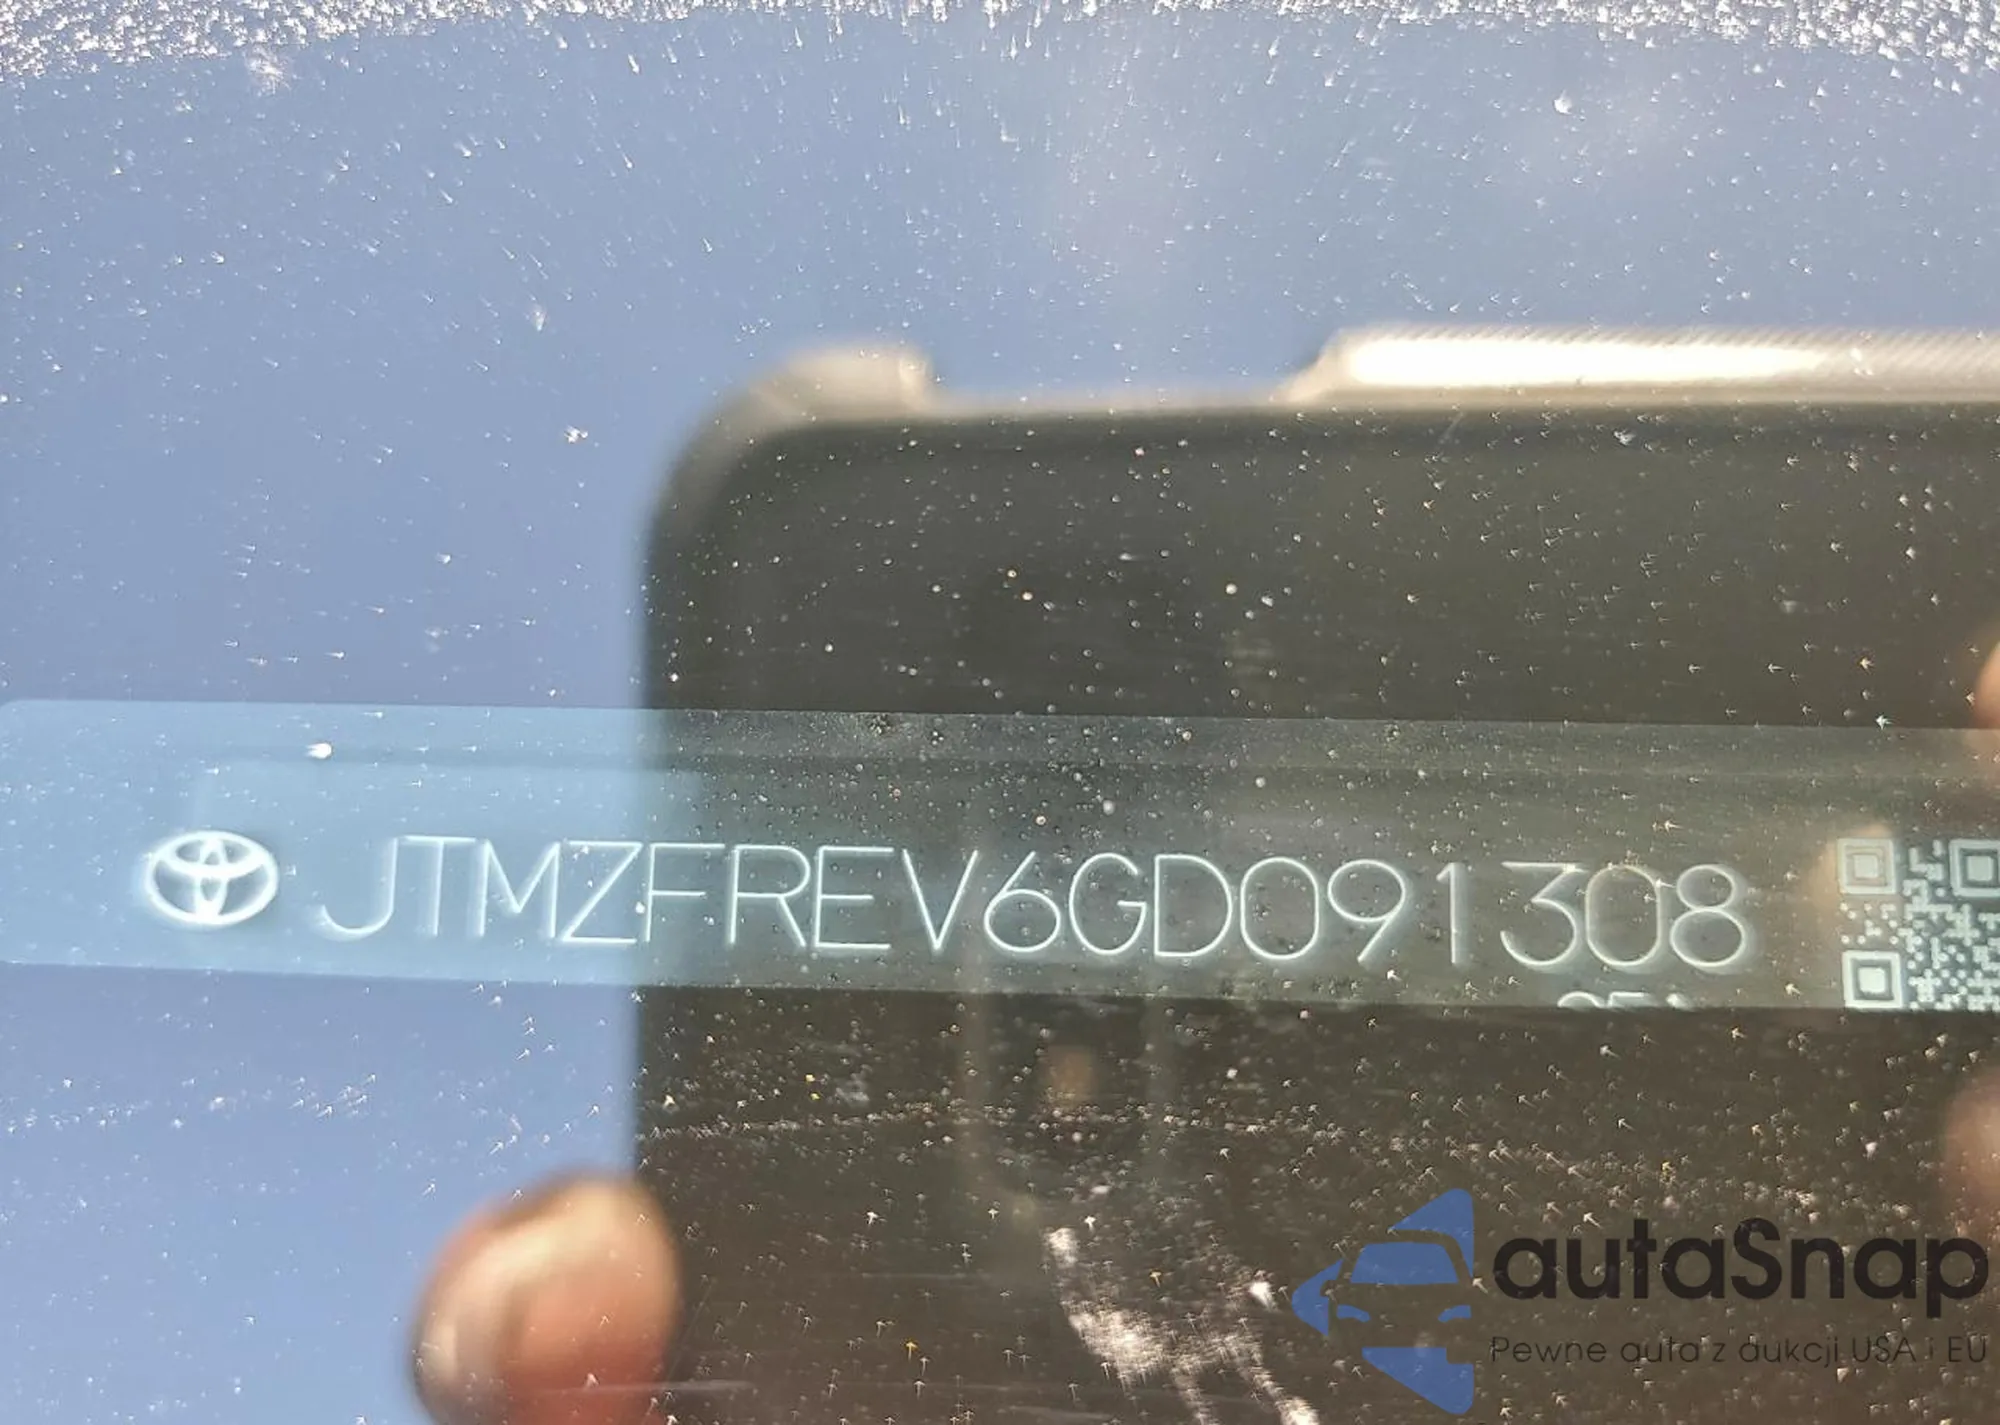 JTMZFREV6GD091308
autaSnap
Pewne auta z aukcji USA i EU